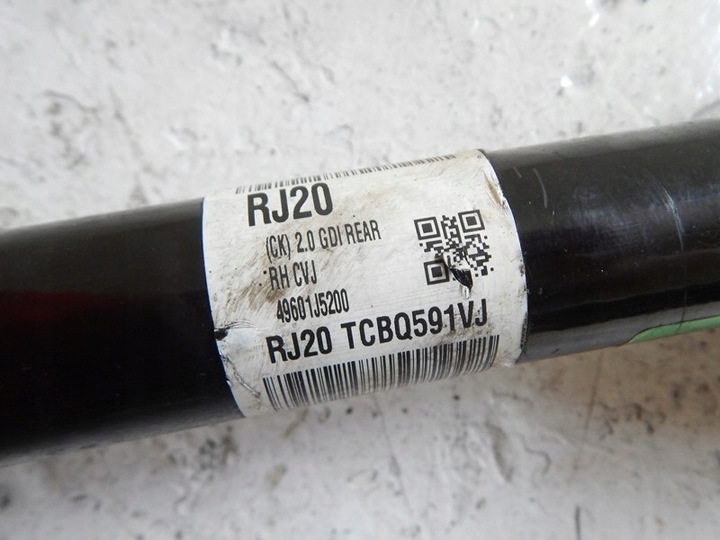 RJ20
(CK) 2.0 GDI REAR
RH CVJ
49601J5200
RJ20 TCBQ591VJ